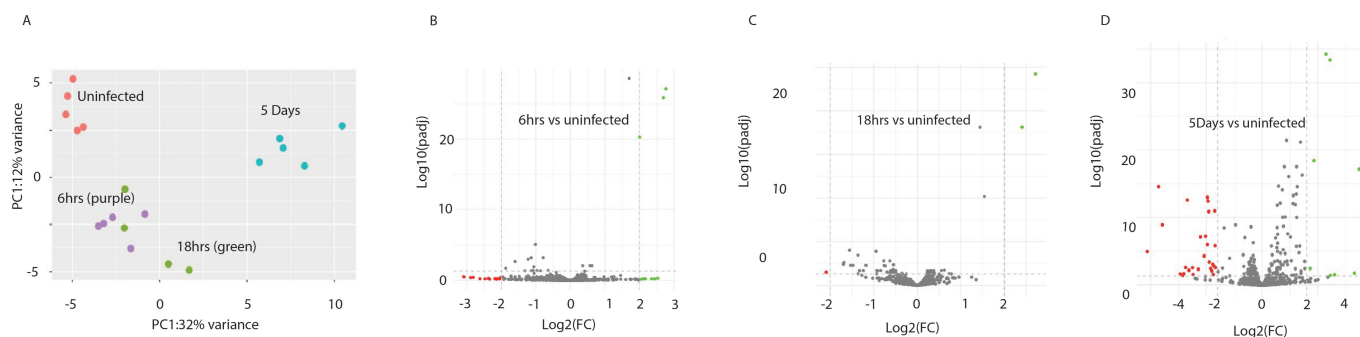 A
B
C
D
5
0
-5
Uninfected
5 Days
6hrs (purple)
18hrs (green)
-5
0
5
10
PC1:12% variance
PC1:32% variance
6hrs vs uninfected
20
10
0
-3
-2
-1
0
1
2
3
Log10(padj)
Log2(FC)
18hrs vs uninfected
20
10
0
-2
-1
0
1
2
Log10(padj)
Log2(FC)
5Days vs uninfected
30
20
10
0
-4
-2
0
2
4
Log10(padj)
Log2(FC)